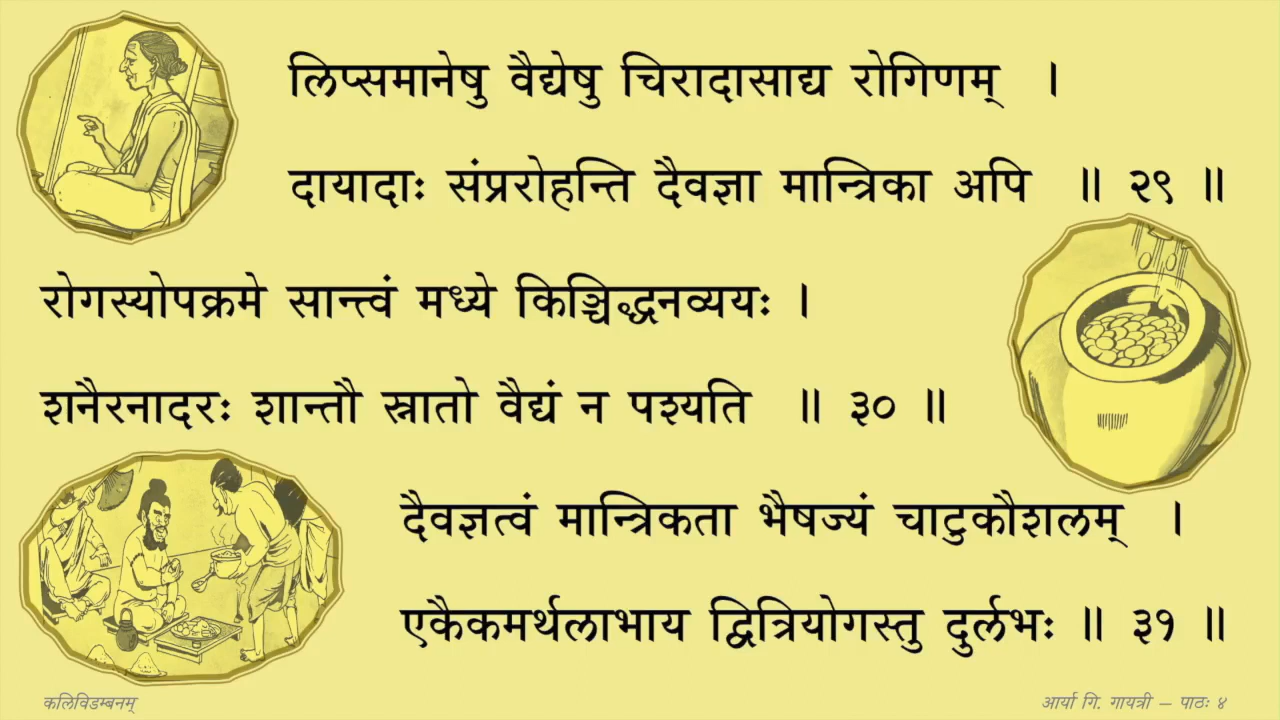 लिप्समानेषु वैद्येषु चिरादासाद्य रोगिणम् ।
दायादाः संप्ररोहन्ति दैवज्ञा मान्त्रिका अपि ॥ २९ ॥
रोगस्योपक्रमे सान्त्वं मध्ये किञ्चिद्धनव्ययः ।
शनैरनादरः शान्तौ स्नातो वैद्यं न पश्यति ॥ ३० ॥
दैवज्ञत्वं मान्त्रिकता भैषज्यं चाटुकौशलम् ।
एकैकमर्थलाभाय द्वित्रियोगस्तु दुर्लभः ॥ ३१ ॥
कलिविडम्बनम्
आर्या गि. गायत्री – पाठः ४